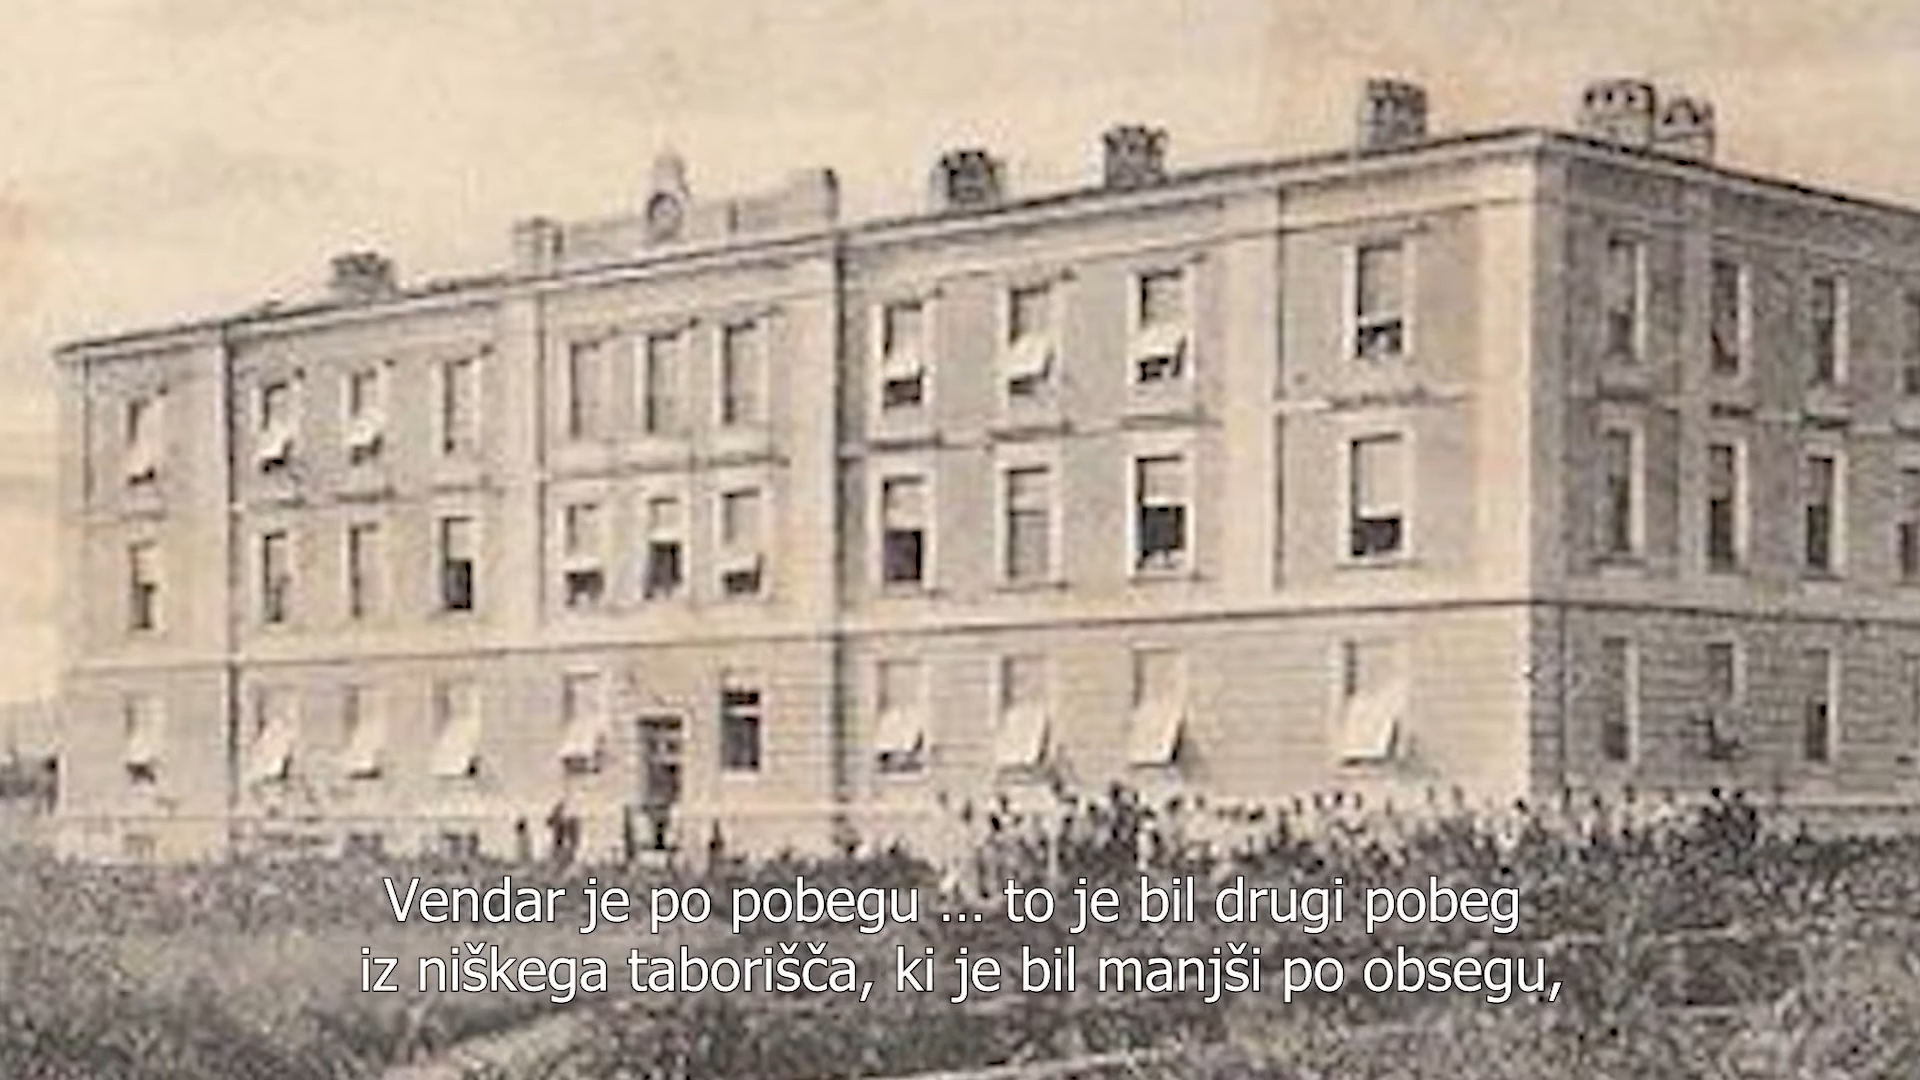 Vendar je po pobegu ... to je bil drugi pobeg
iz niškega taborišča, ki je bil manjši po obsegu,